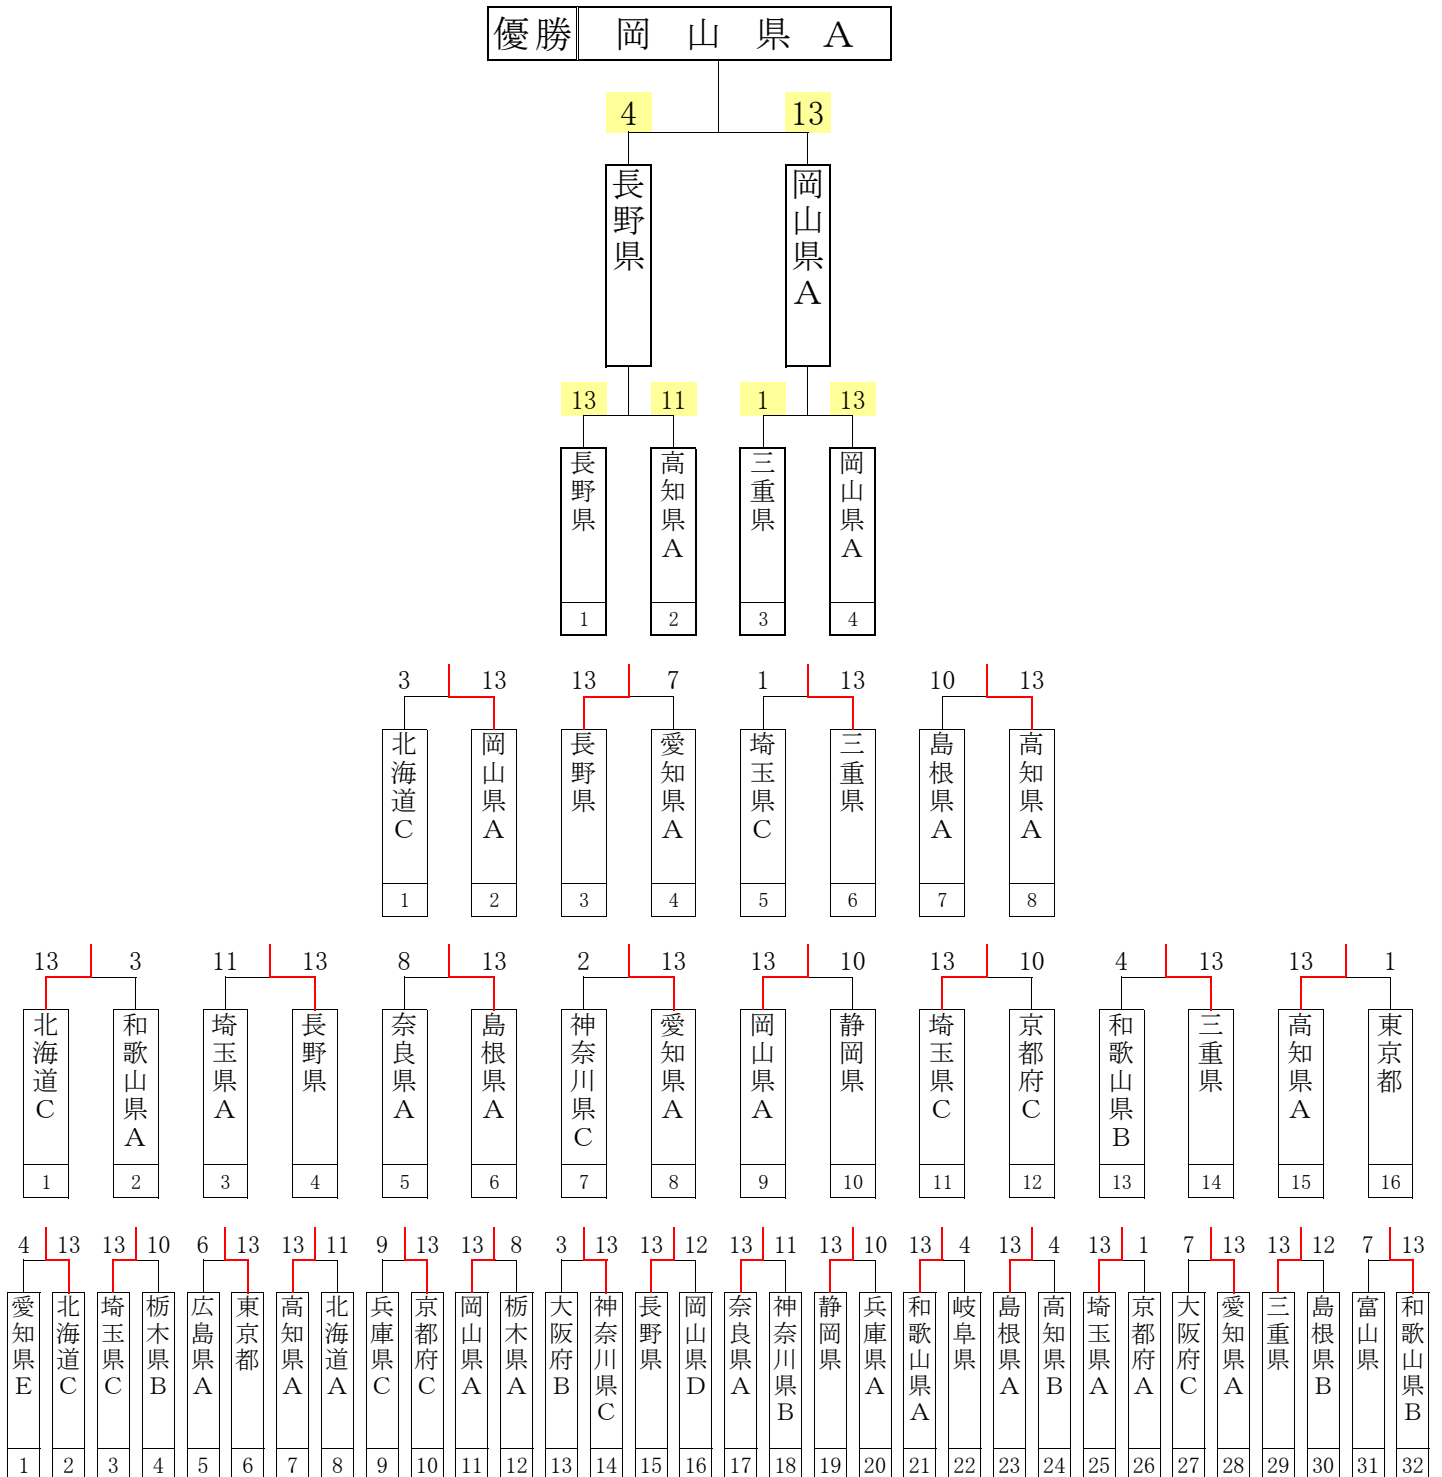 優勝 岡山県A
4 13
長野県 岡山県A
13 11 1 13
長野県 高知県A 三重県 岡山県A
1 2 3 4
3 13 13 7 1 13 10 13
北海道C 岡山県A 長野県 愛知県A 埼玉県C 三重県 島根県A 高知県A
1 2 3 4 5 6 7 8
13 3 11 13 8 13 2 13 13 10 13 10 4 13 13 1
北海道C 和歌山県A 埼玉県A 長野県 奈良県A 島根県A 神奈川県C 愛知県A 岡山県A 静岡県 埼玉県C 京都府C 和歌山県B 三重県 高知県A 東京都
1 2 3 4 5 6 7 8 9 10 11 12 13 14 15 16
4 13 13 10 6 13 13 11 9 13 13 8 3 13 13 12 13 11 13 10 13 4 13 4 13 1 7 13 13 12 7 13
愛知県E 北海道C 埼玉県C 栃木県B 広島県A 東京都 高知県A 北海道A 兵庫県C 京都府C 岡山県A 栃木県A 大阪府B 神奈川県C 長野県 岡山県D 奈良県A 神奈川県B 静岡県 兵庫県A 和歌山県A 岐阜県 島根県A 高知県B 埼玉県A 京都府A 大阪府C 愛知県A 三重県 島根県B 富山県 和歌山県B
1 2 3 4 5 6 7 8 9 10 11 12 13 14 15 16 17 18 19 20 21 22 23 24 25 26 27 28 29 30 31 32